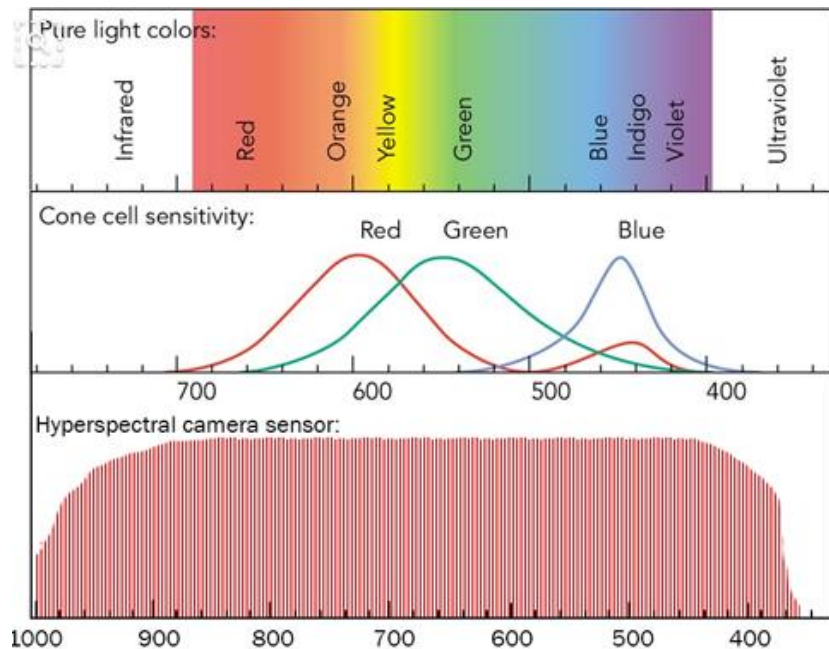 Pure light colors:
Infrared
Red
Orange
Yellow
Green
Blue
Indigo
Violet
Ultraviolet
Cone cell sensitivity:
Red Green Blue
700 600 500 400
Hyperspectral camera sensor:
1000 900 800 700 600 500 400